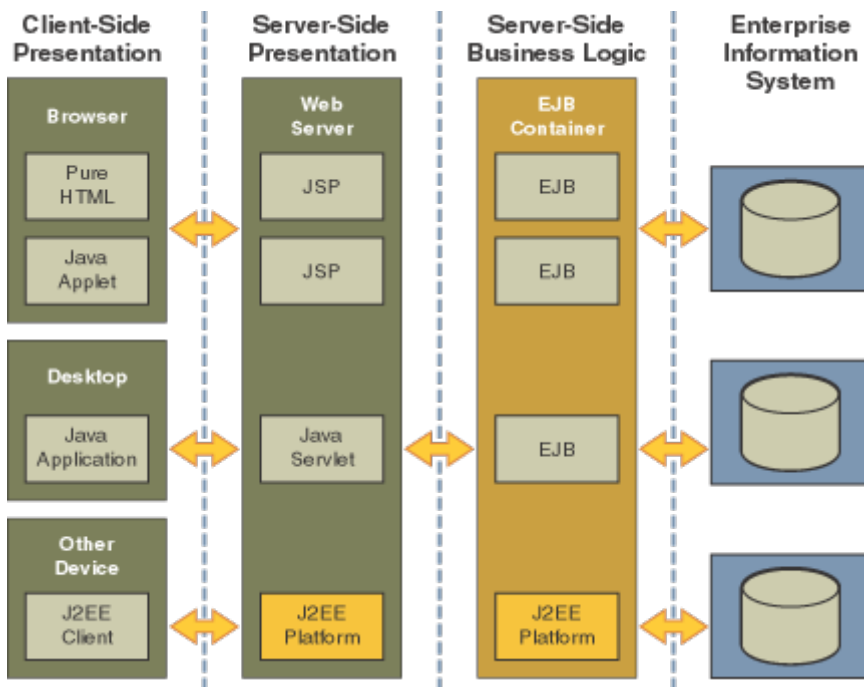 Client-Side
Presentation
Server-Side
Presentation
Server-Side
Business Logic
Enterprise
Information
System
Browser
Pure
HTML
Java
Applet
Desktop
Java
Application
Other
Device
J2EE
Client
Web
Server
JSP
JSP
Java
Servlet
J2EE
Platform
EJB
Container
EJB
EJB
EJB
J2EE
Platform